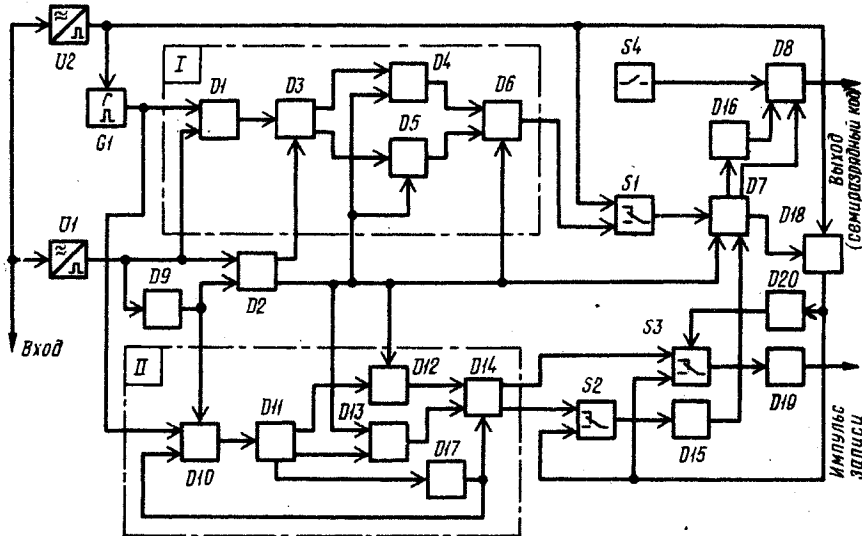 U2
I
D1
D3
D4
D5
D6
S4
D8
D16
G1
S1
D7
D18
Выход
(семиразрядный код)
U1
D9
D2
D20
Вход
S3
II
D12
D14
S2
D11
D13
D10
D17
D15
D19
Импульс
записи